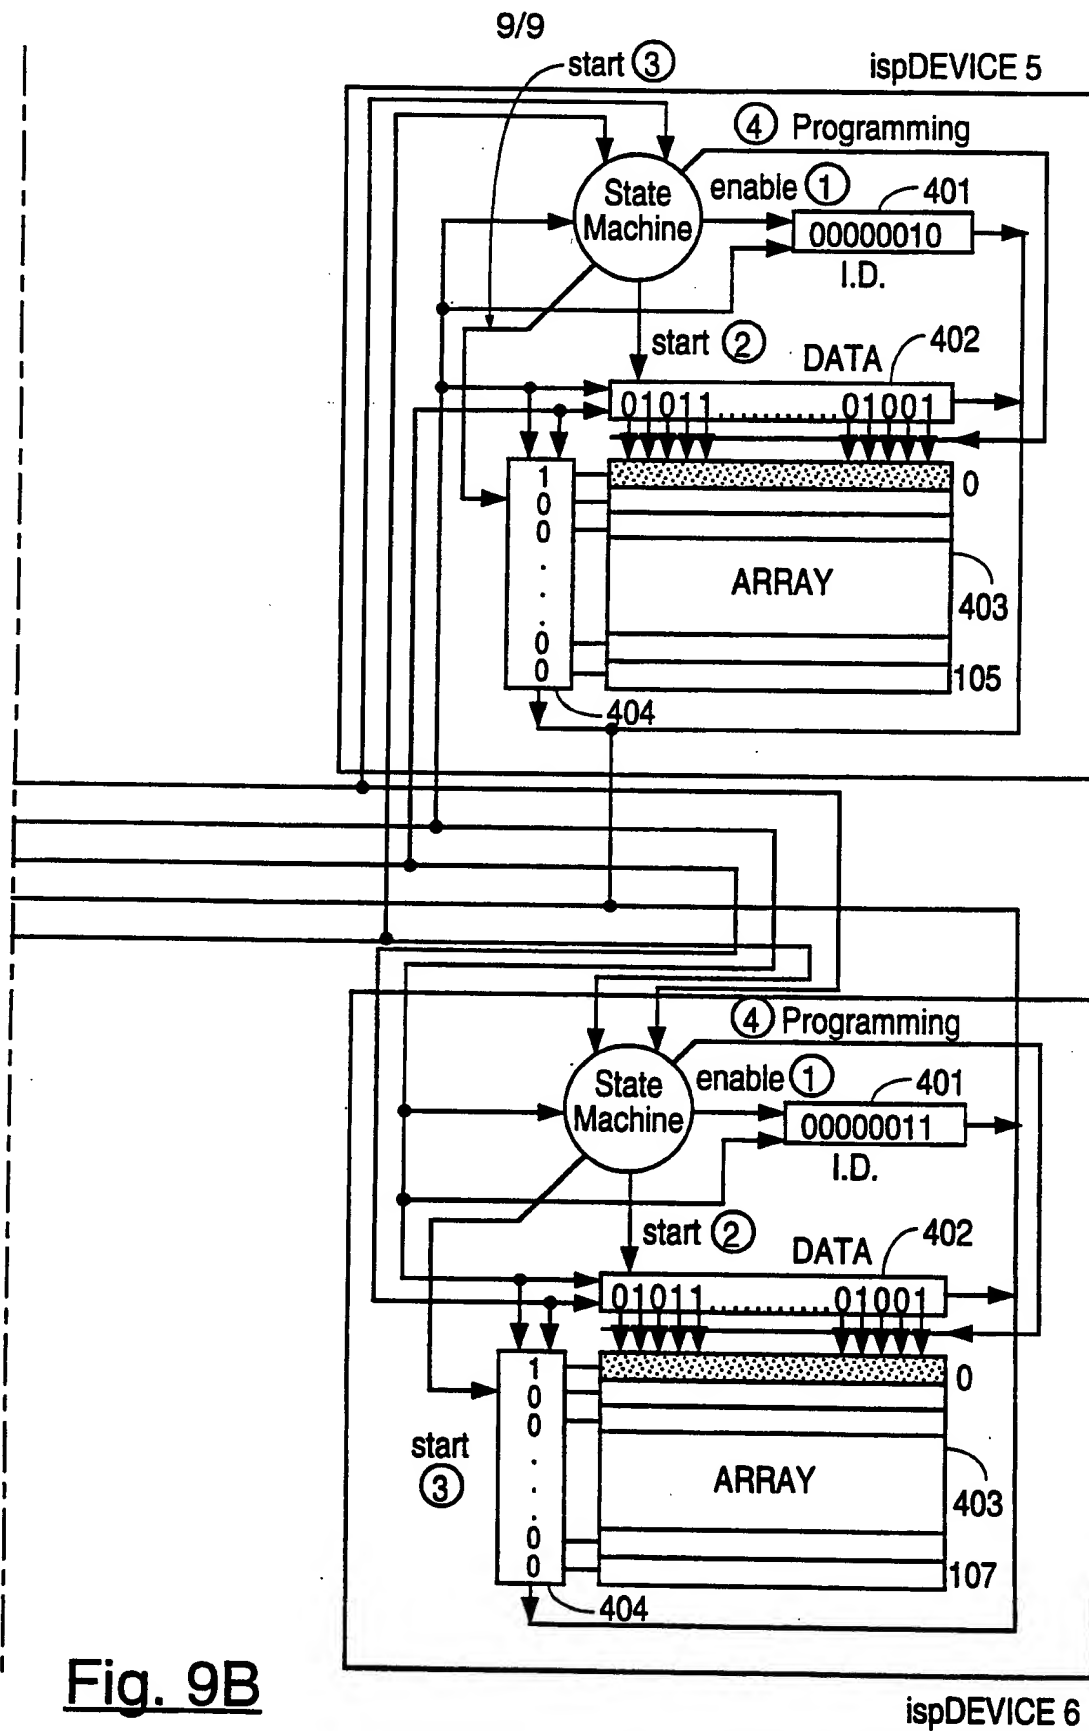 9/9
start ③
ispDEVICE 5
④ Programming
State
Machine
enable ①
401
00000010
I.D.
start ②
DATA
402
01011..............01001
1
0
0
.
.
.
0
0
0
ARRAY
403
105
404
④ Programming
State
Machine
enable ①
401
00000011
I.D.
start ②
DATA
402
01011..............01001
1
0
0
.
.
.
0
0
0
start
③
ARRAY
403
107
404
Fig. 9B
ispDEVICE 6